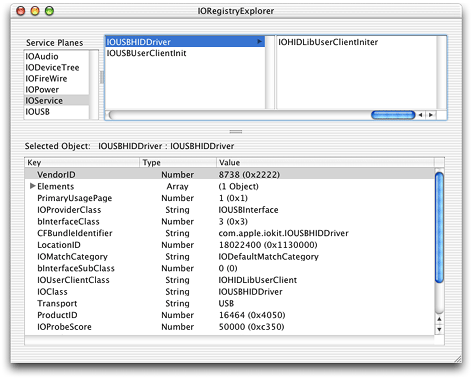 IORegistryExplorer
Service Planes
IOAudio
IODeviceTree
IOFireWire
IOPower
IOService
IOUSB
IOUSBHIDDriver
IOUSBUserClientInit
IOHIDLibUserClientIniter
Selected Object: IOUSBHIDDriver : IOUSBHIDDriver
Key Type Value
VendorID Number 8738 (0x2222)
Elements Array (1 Object)
PrimaryUsagePage Number 1 (0x1)
IOProviderClass String IOUSBInterface
bInterfaceClass Number 3 (0x3)
CFBundleIdentifier String com.apple.iokit.IOUSBHIDDriver
LocationID Number 18022400 (0x1130000)
IOMatchCategory String IODefaultMatchCategory
bInterfaceSubClass Number 0 (0)
IOUserClientClass String IOHIDLibUserClient
IOClass String IOUSBHIDDriver
Transport String USB
ProductID Number 16464 (0x4050)
IOProbeScore Number 50000 (0xc350)